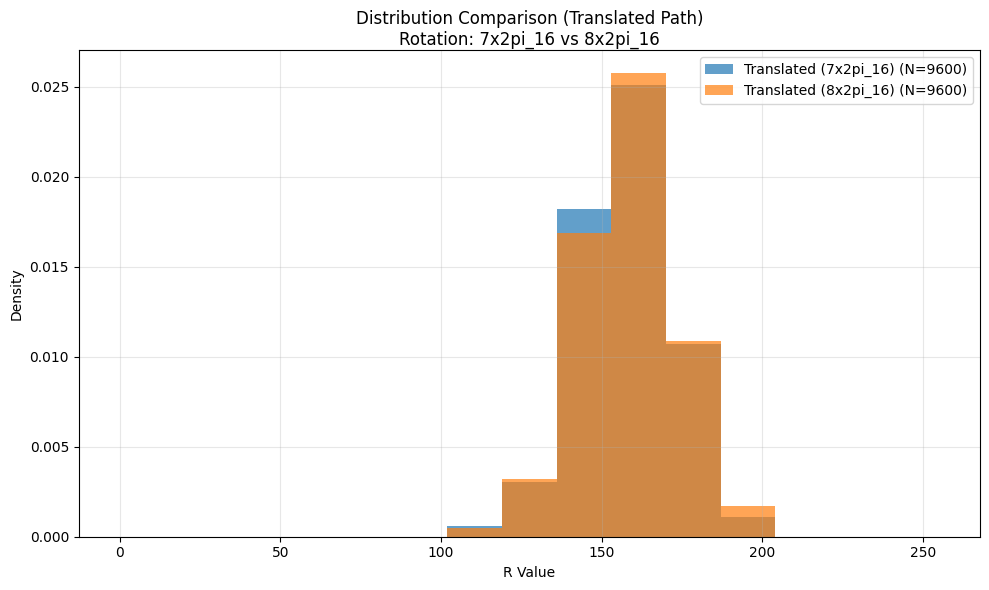 Distribution Comparison (Translated Path)
Rotation: 7x2pi_16 vs 8x2pi_16
Translated (7x2pi_16) (N=9600)
Translated (8x2pi_16) (N=9600)
0.025
0.020
0.015
0.010
0.005
0.000
Density
0 50 100 150 200 250
R Value